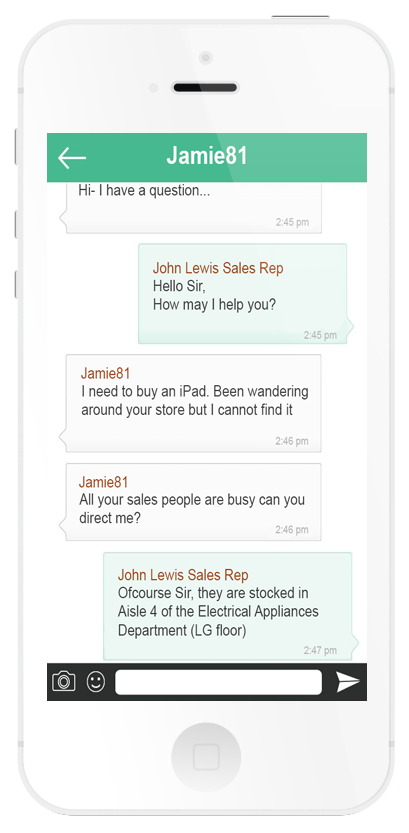 Jamie81
Hi- I have a question...
2:45 pm
John Lewis Sales Rep
Hello Sir,
How may I help you?
2:45 pm
Jamie81
I need to buy an iPad. Been wandering
around your store but I cannot find it
2:46 pm
Jamie81
All your sales people are busy can you
direct me?
2:46 pm
John Lewis Sales Rep
Ofcourse Sir, they are stocked in
Aisle 4 of the Electrical Appliances
Department (LG floor)
2:47 pm